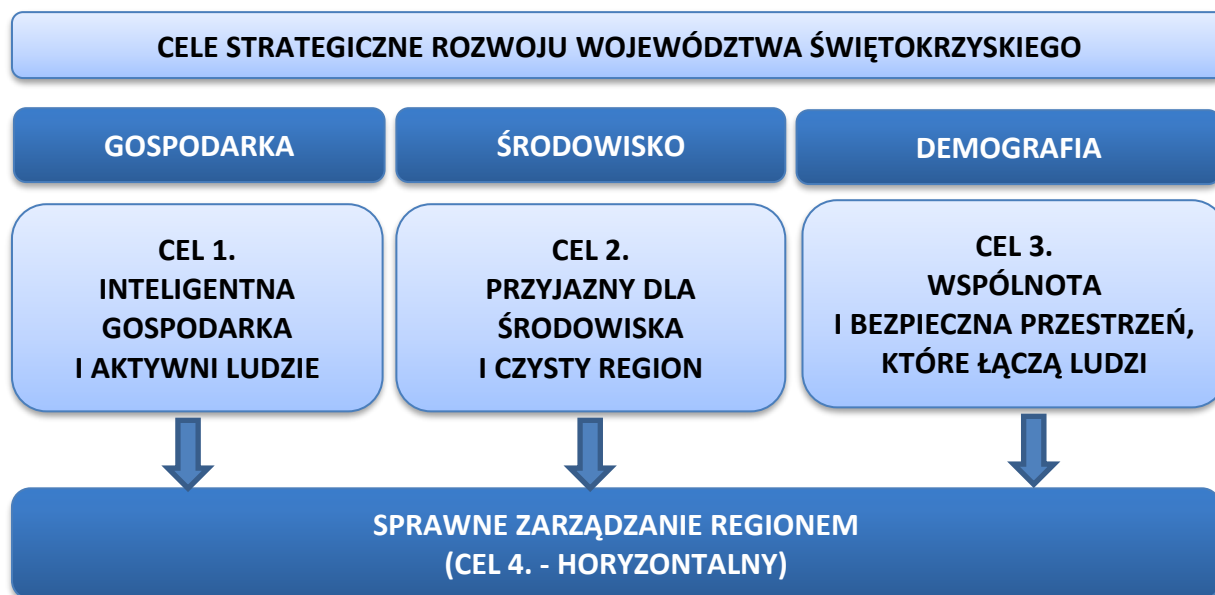 CELE STRATEGICZNE ROZWOJU WOJEWÓDZTWA ŚWIĘTOKRZYSKIEGO
GOSPODARKA
ŚRODOWISKO
DEMOGRAFIA
CEL 1.
INTELIGENTNA
GOSPODARKA
I AKTYWNI LUDZIE
CEL 2.
PRZYJAZNY DLA
ŚRODOWISKA
I CZYSTY REGION
CEL 3.
WSPÓLNOTA
I BEZPIECZNA PRZESTRZEŃ,
KTÓRE ŁĄCZĄ LUDZI
SPRAWNE ZARZĄDZANIE REGIONEM
(CEL 4. - HORYZONTALNY)